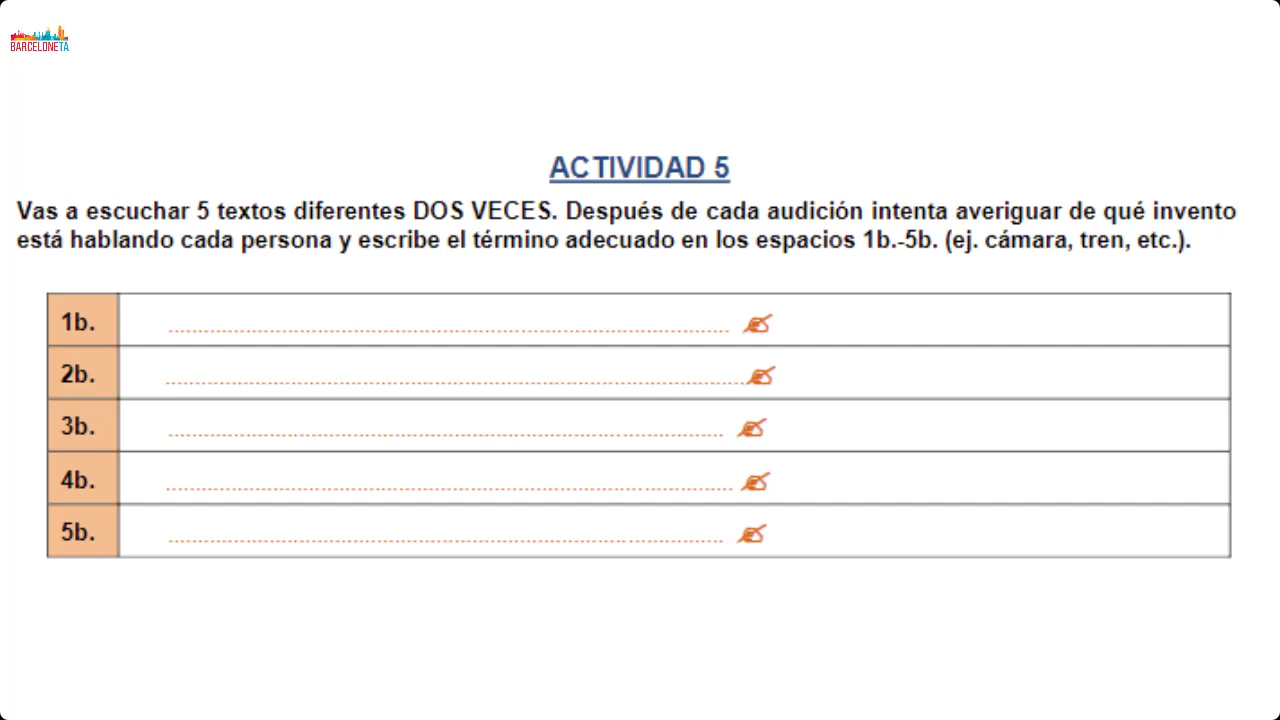 BARCELONETA
ACTIVIDAD 5
Vas a escuchar 5 textos diferentes DOS VECES. Después de cada audición intenta averiguar de qué invento
está hablando cada persona y escribe el término adecuado en los espacios 1b.-5b. (ej. cámara, tren, etc.).
1b.
2b.
3b.
4b.
5b.